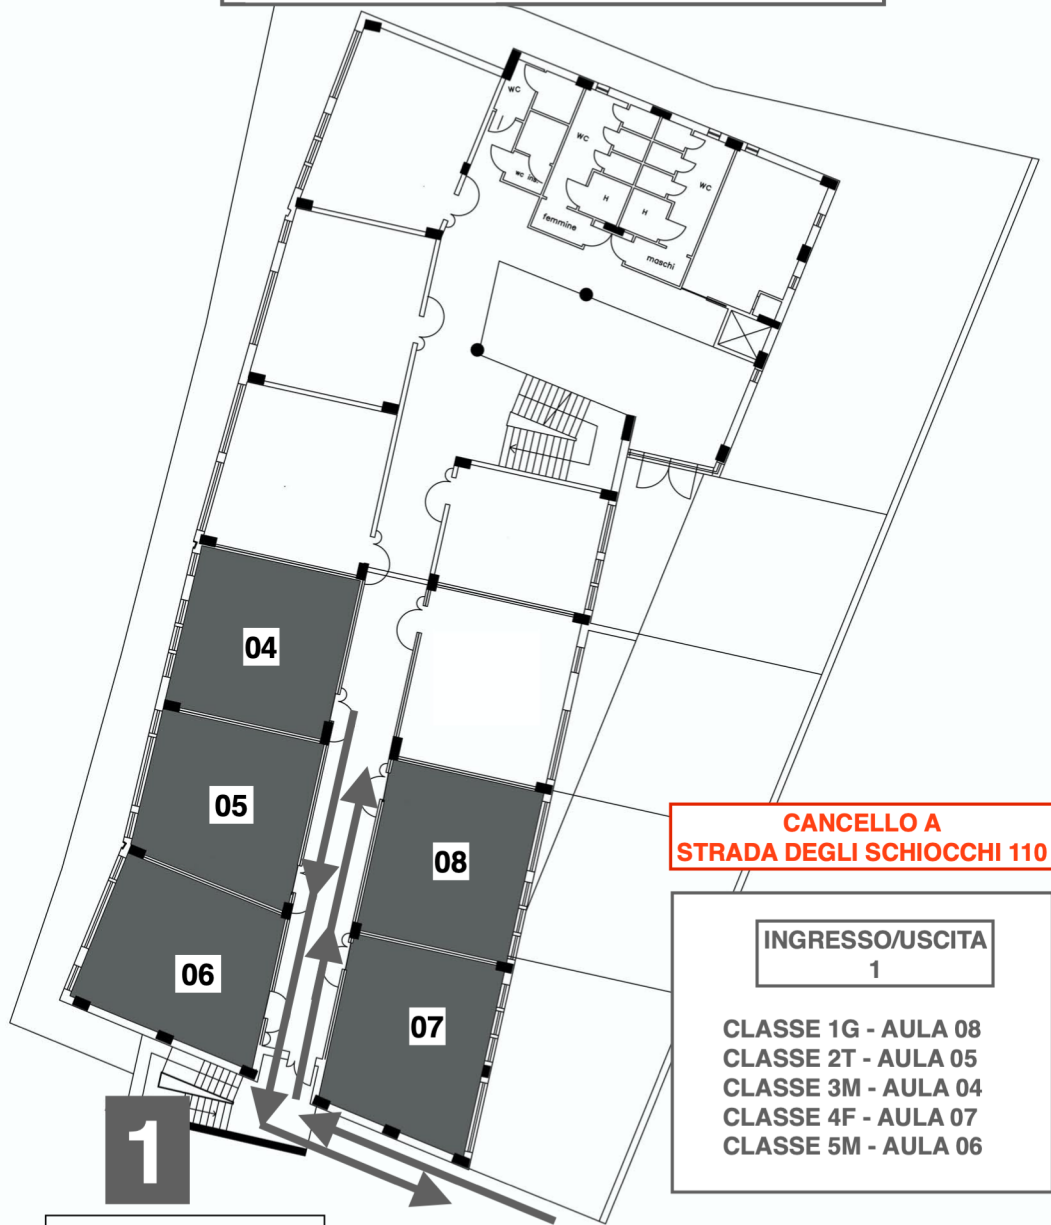 WC
WC
WC
wc ins.
H
H
femmine
maschi
04
05
08
06
07
CANCELLO A
STRADA DEGLI SCHIOCCHI 110
INGRESSO/USCITA
1
CLASSE 1G - AULA 08
CLASSE 2T - AULA 05
CLASSE 3M - AULA 04
CLASSE 4F - AULA 07
CLASSE 5M - AULA 06
1